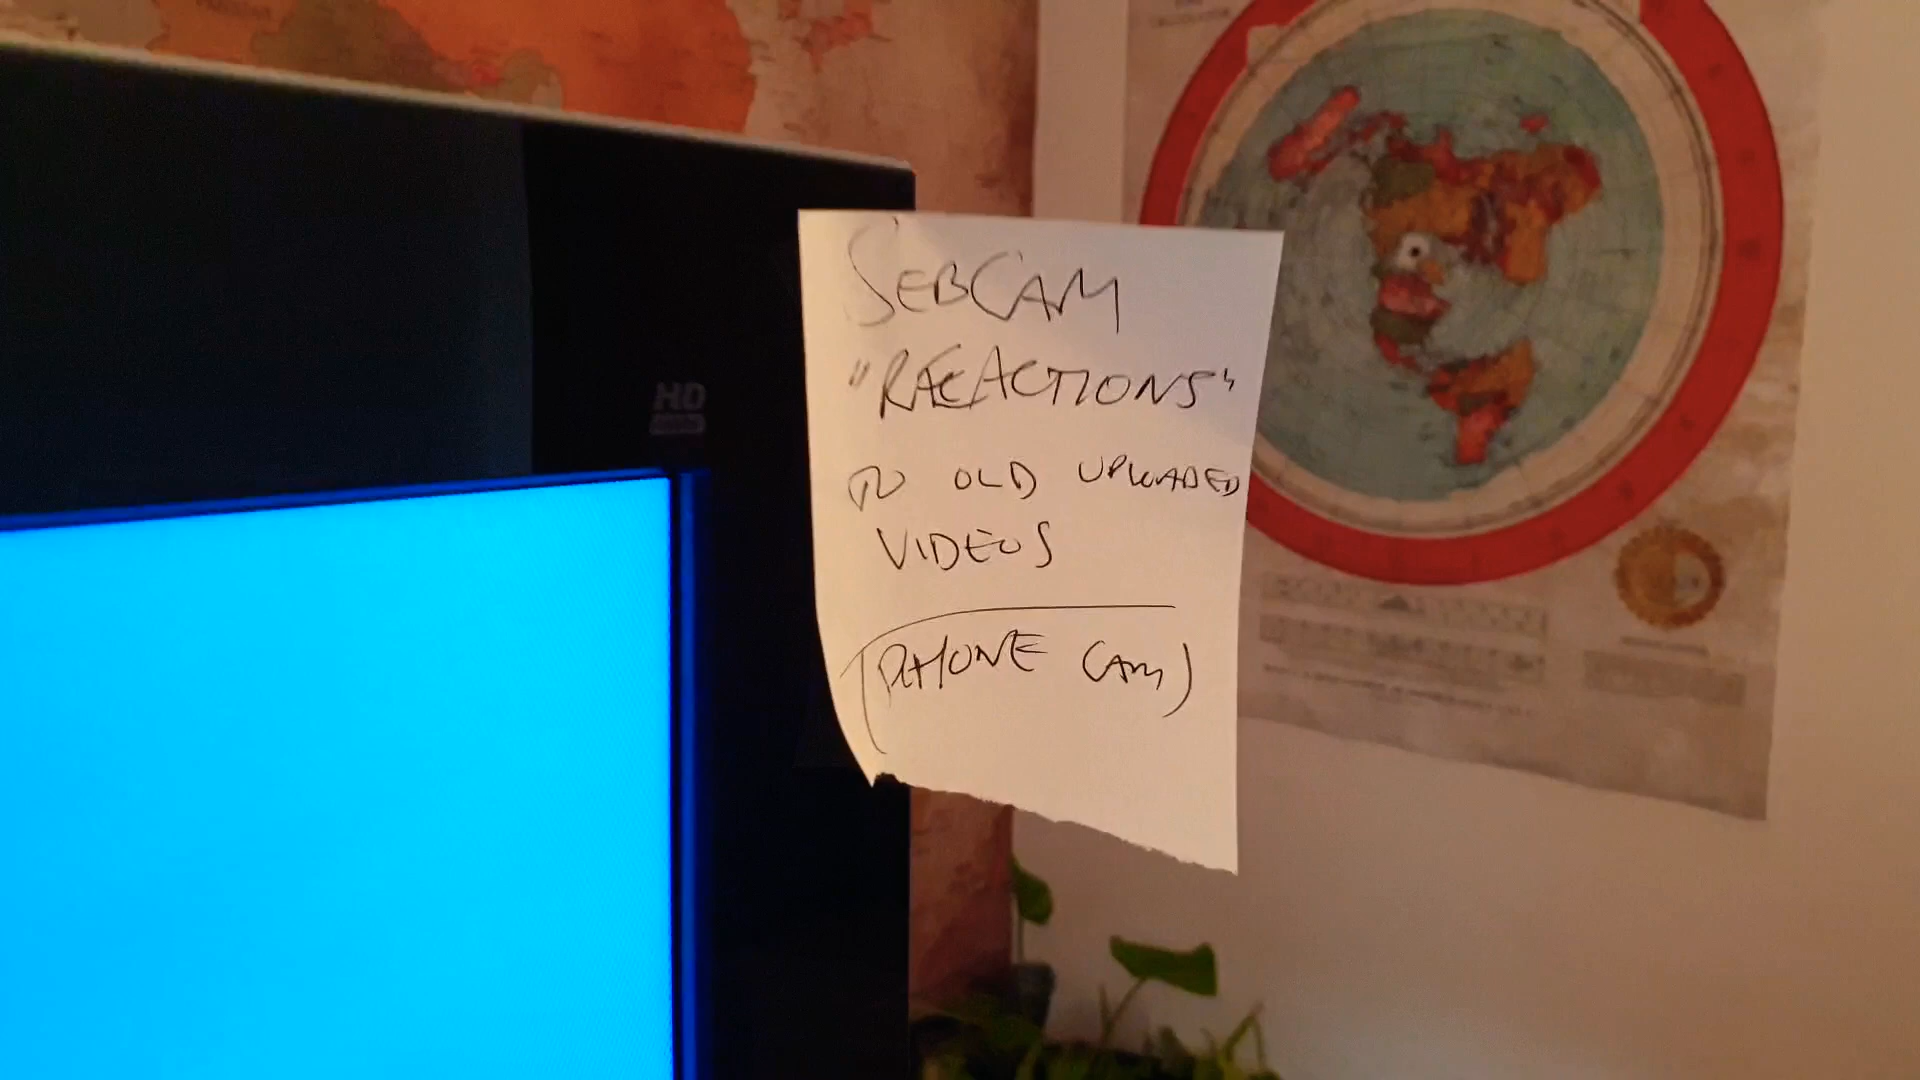 HD
SEBCAM
"REACTIONS"
TO OLD UPLOADED
VIDEOS
(PHONE CAM)